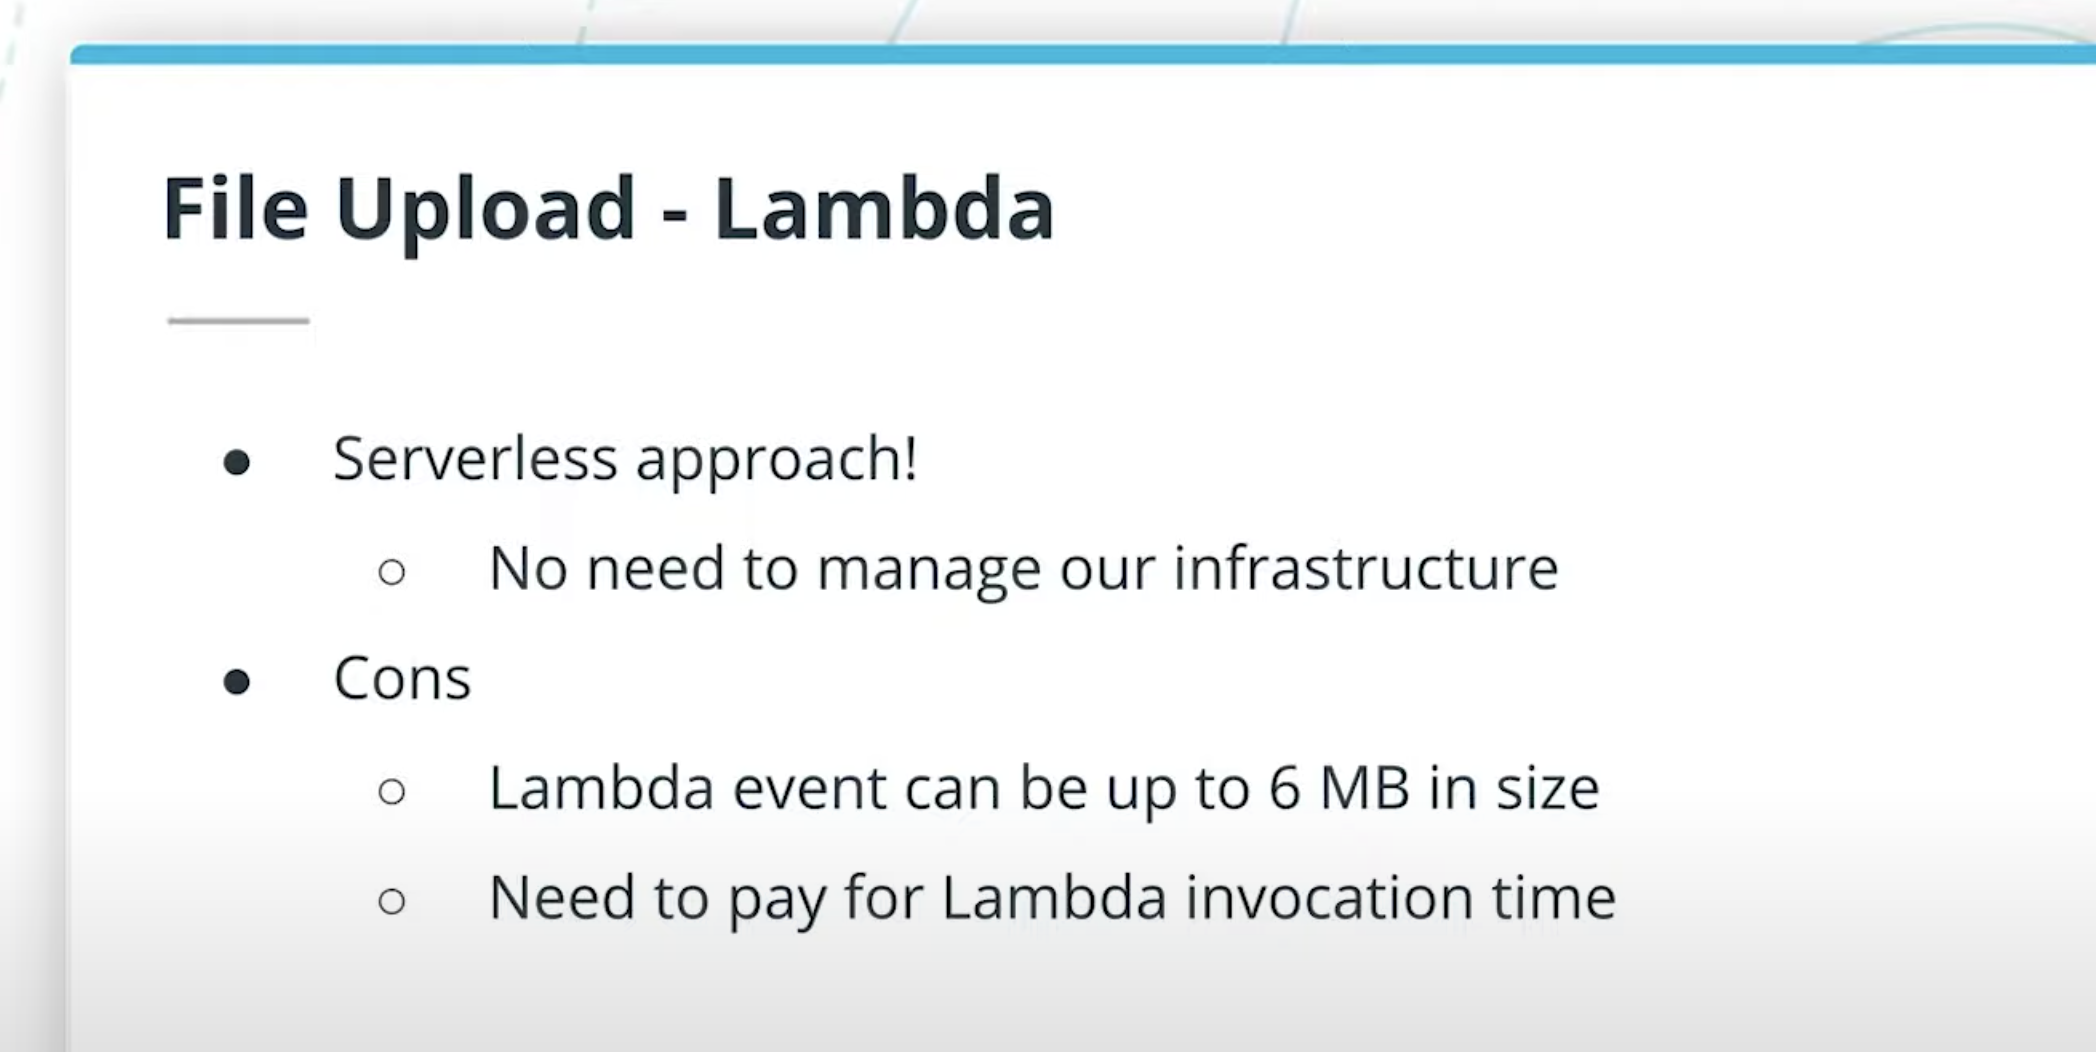 File Upload - Lambda
● Serverless approach!
○ No need to manage our infrastructure
● Cons
○ Lambda event can be up to 6 MB in size
○ Need to pay for Lambda invocation time